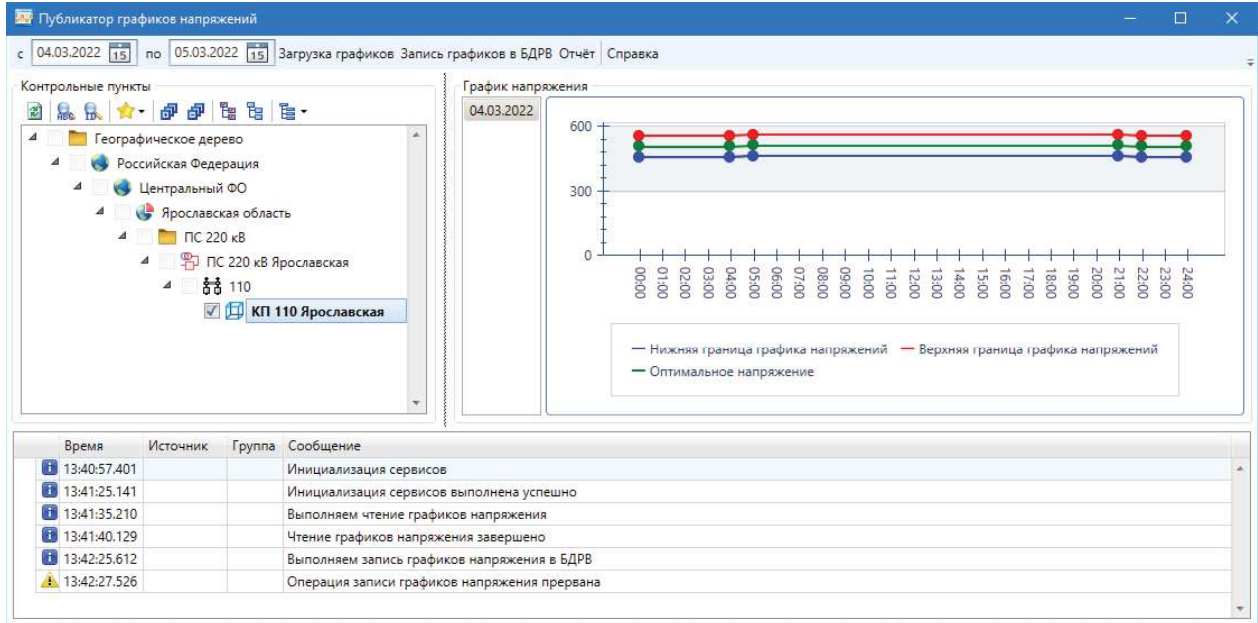 Публикатор графиков напряжений
с 04.03.2022 15 по 05.03.2022 15 Загрузка графиков Запись графиков в БДРВ Отчёт Справка
Контрольные пункты
ABC ID
Географическое дерево
Российская Федерация
Центральный ФО
Ярославская область
ПС 220 кВ
ПС 220 кВ Ярославская
110
КП 110 Ярославская
График напряжения
04.03.2022
600
300
0
00:00 01:00 02:00 03:00 04:00 05:00 06:00 07:00 08:00 09:00 10:00 11:00 12:00 13:00 14:00 15:00 16:00 17:00 18:00 19:00 20:00 21:00 22:00 23:00 24:00
Нижняя граница графика напряжений Верхняя граница графика напряжений
Оптимальное напряжение
Время Источник Группа Сообщение
13:40:57.401 Инициализация сервисов
13:41:25.141 Инициализация сервисов выполнена успешно
13:41:35.210 Выполняем чтение графиков напряжения
13:41:40.129 Чтение графиков напряжения завершено
13:42:25.612 Выполняем запись графиков напряжения в БДРВ
13:42:27.526 Операция записи графиков напряжения прервана